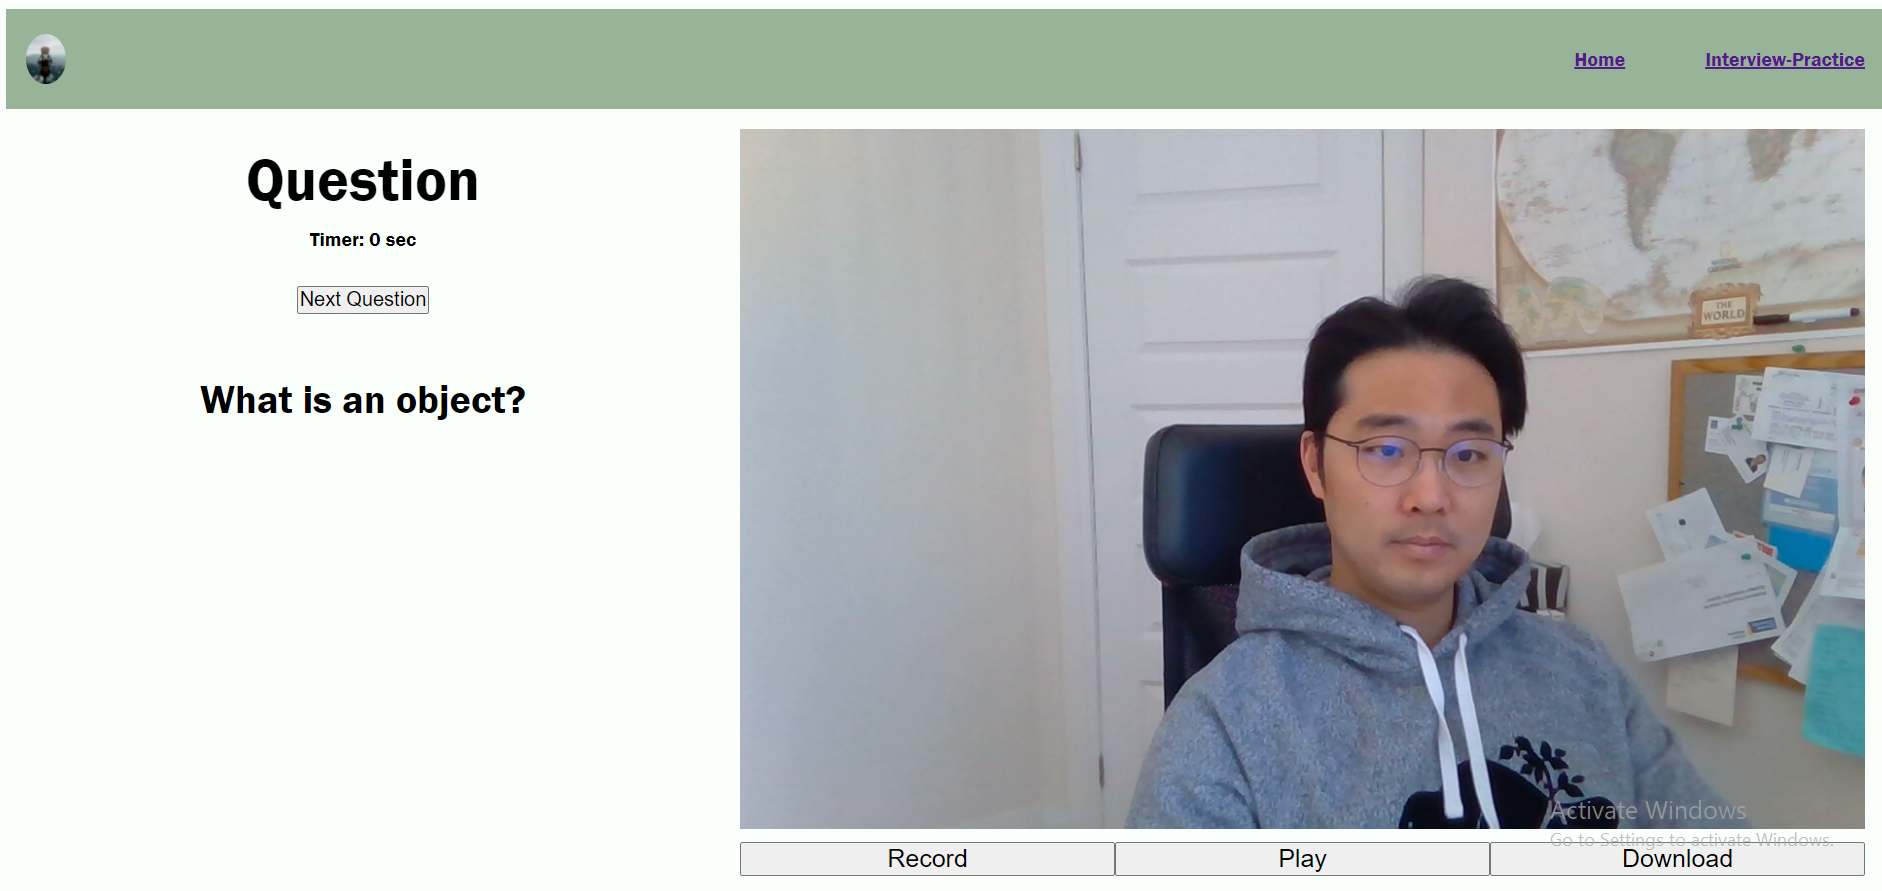 Home
Interview-Practice
Question
Timer: 0 sec
Next Question
What is an object?
THE
WORLD
Activate Windows
Go to Settings to activate Windows.
Record
Play
Download